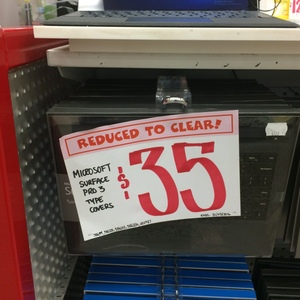 REDUCED TO CLEAR!
MICROSOFT
SURFACE
PRO 3
TYPE
COVERS
$35